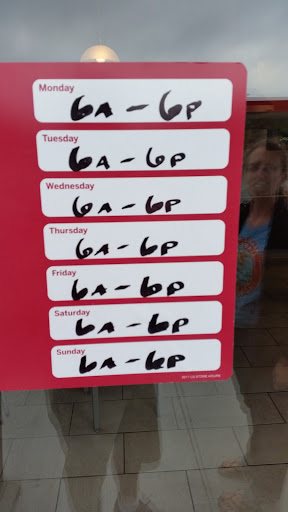 Monday
6A - 6P
Tuesday
6A - 6P
Wednesday
6A - 6P
Thursday
6A - 6P
Friday
6A - 6P
Saturday
6A - 6P
Sunday
6A - 6P